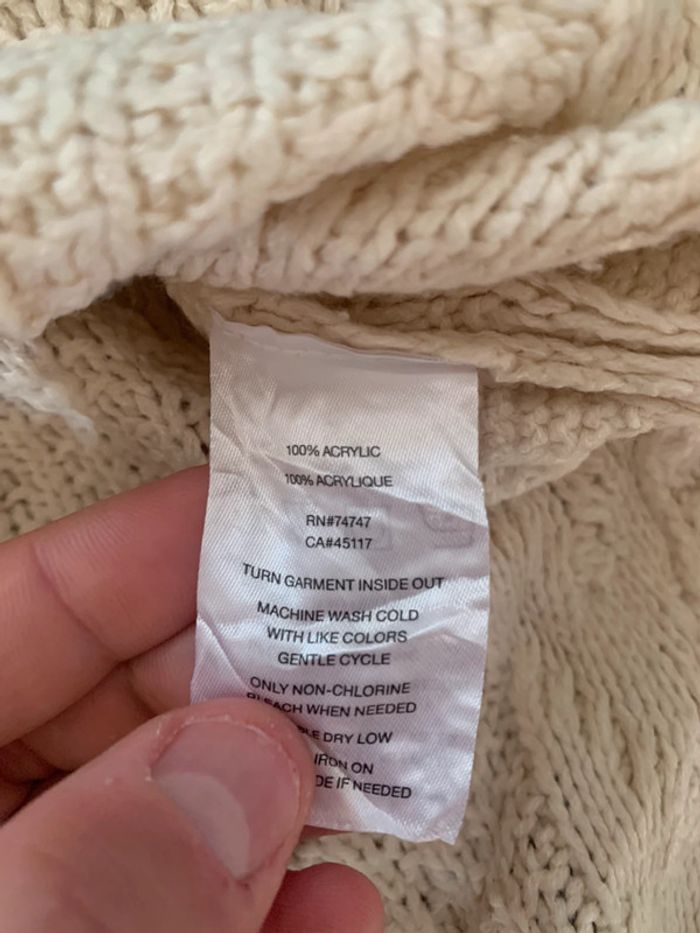 100% ACRYLIC
100% ACRYLIQUE
RN#74747
CA#45117
TURN GARMENT INSIDE OUT
MACHINE WASH COLD
WITH LIKE COLORS
GENTLE CYCLE
ONLY NON-CHLORINE
BLEACH WHEN NEEDED
DRY LOW
IRON ON
IF NEEDED